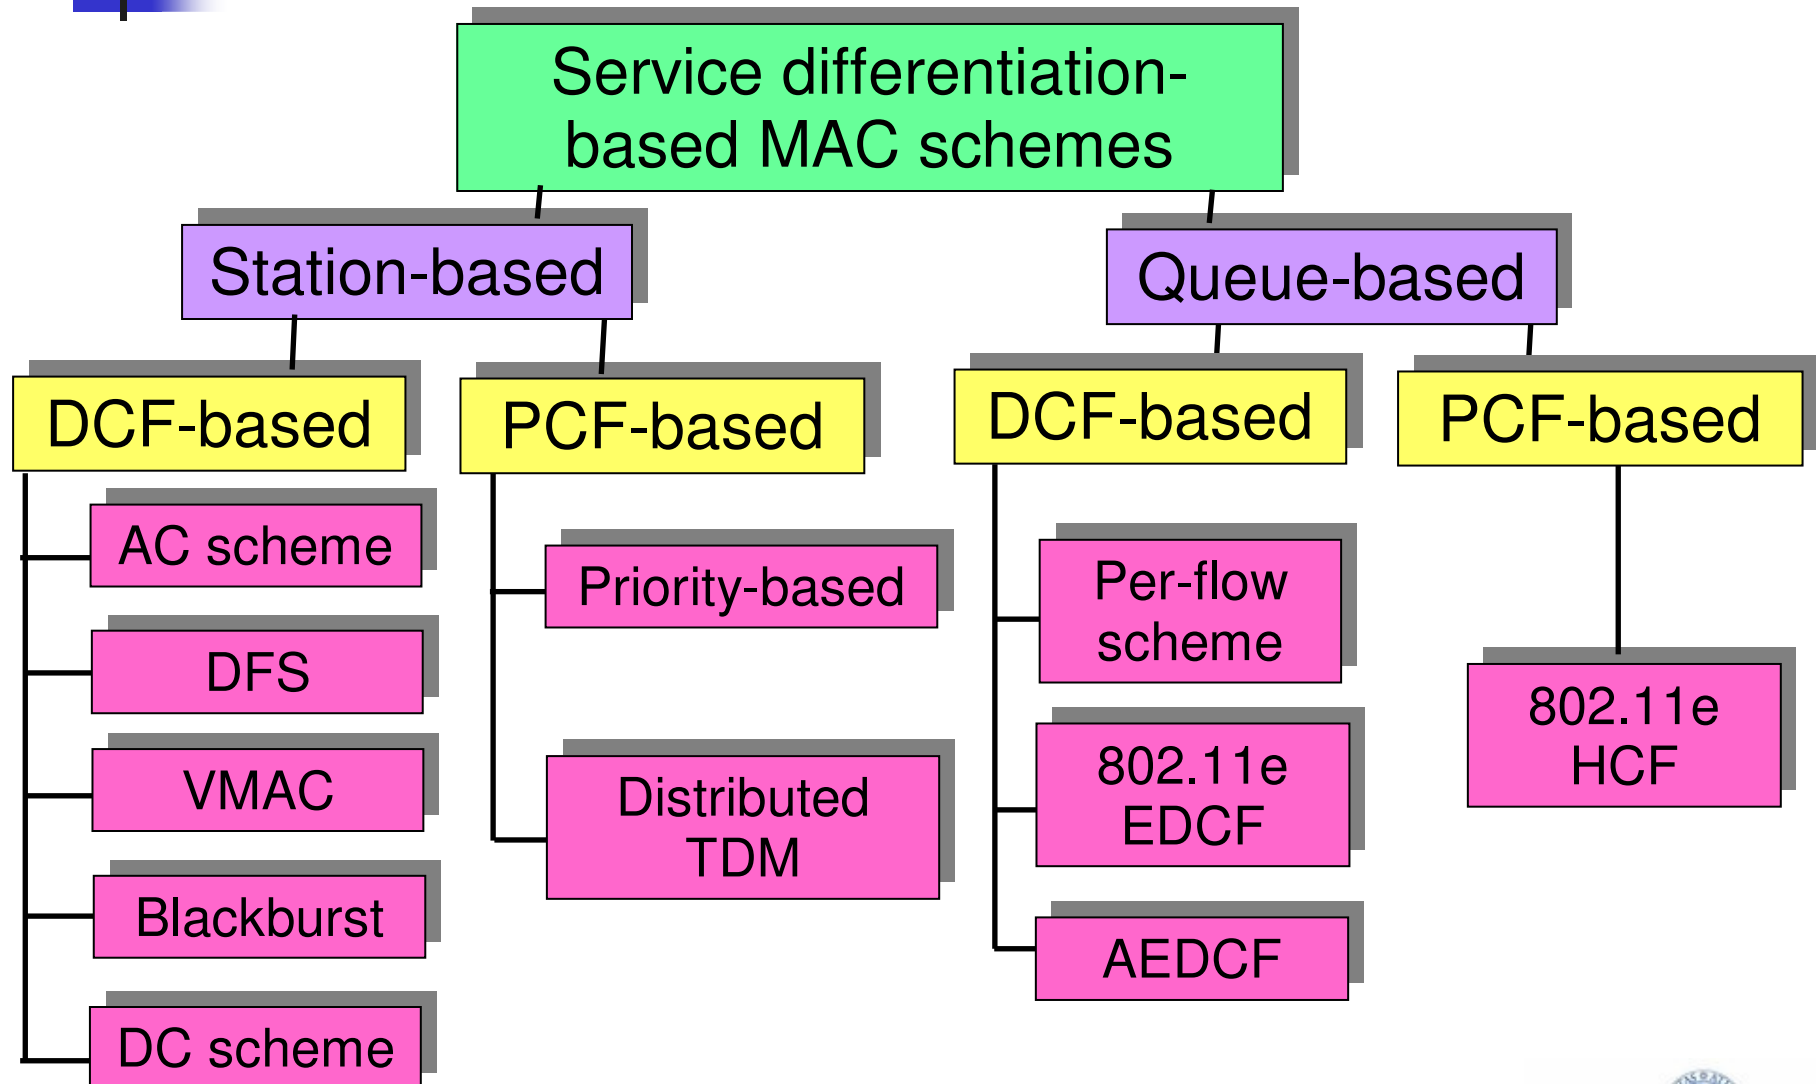 Service differentiation-
based MAC schemes
Station-based
Queue-based
DCF-based
PCF-based
DCF-based
PCF-based
AC scheme
DFS
VMAC
Blackburst
DC scheme
Priority-based
Distributed
TDM
Per-flow
scheme
802.11e
EDCF
AEDCF
802.11e
HCF